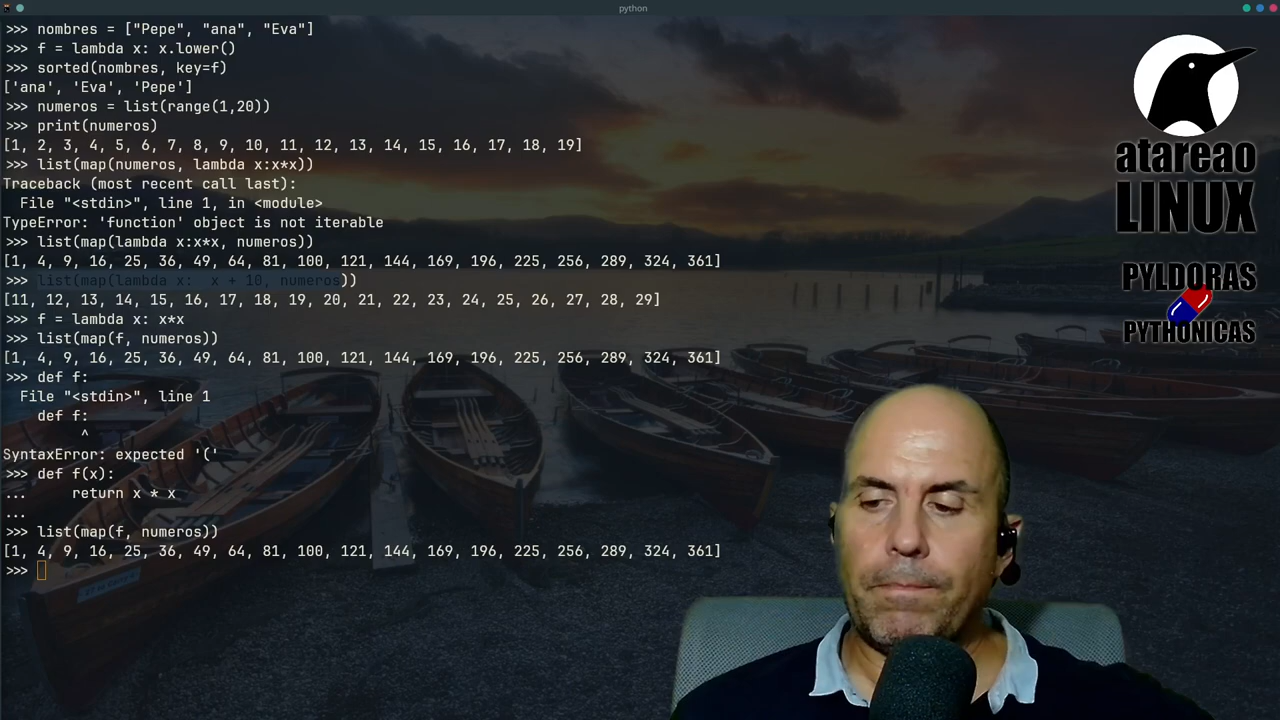 python
>>> nombres = ["Pepe", "ana", "Eva"]
>>> f = lambda x: x.lower()
>>> sorted(nombres, key=f)
['ana', 'Eva', 'Pepe']
>>> numeros = list(range(1,20))
>>> print(numeros)
[1, 2, 3, 4, 5, 6, 7, 8, 9, 10, 11, 12, 13, 14, 15, 16, 17, 18, 19]
>>> list(map(numeros, lambda x:x*x))
Traceback (most recent call last):
  File "<stdin>", line 1, in <module>
TypeError: 'function' object is not iterable
>>> list(map(lambda x:x*x, numeros))
[1, 4, 9, 16, 25, 36, 49, 64, 81, 100, 121, 144, 169, 196, 225, 256, 289, 324, 361]
>>> list(map(lambda x:  x + 10, numeros))
[11, 12, 13, 14, 15, 16, 17, 18, 19, 20, 21, 22, 23, 24, 25, 26, 27, 28, 29]
>>> f = lambda x: x*x
>>> list(map(f, numeros))
[1, 4, 9, 16, 25, 36, 49, 64, 81, 100, 121, 144, 169, 196, 225, 256, 289, 324, 361]
>>> def f:
  File "<stdin>", line 1
    def f:
         ^
SyntaxError: expected '('
>>> def f(x):
...     return x * x
...
>>> list(map(f, numeros))
[1, 4, 9, 16, 25, 36, 49, 64, 81, 100, 121, 144, 169, 196, 225, 256, 289, 324, 361]
>>>
atareao
LINUX
PYLDORAS
PYTHONICAS